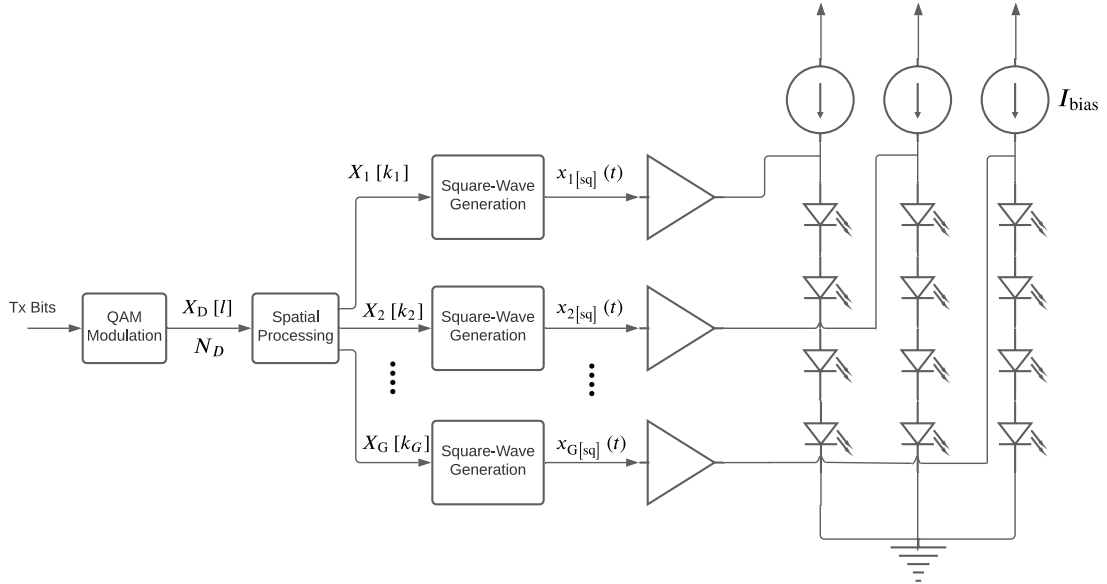 I_bias
X_1 [k_1]
Square-Wave
Generation
x_1[sq] (t)
Tx Bits
QAM
Modulation
X_D [l]
N_D
Spatial
Processing
X_2 [k_2]
Square-Wave
Generation
x_2[sq] (t)
X_G [k_G]
Square-Wave
Generation
x_G[sq] (t)